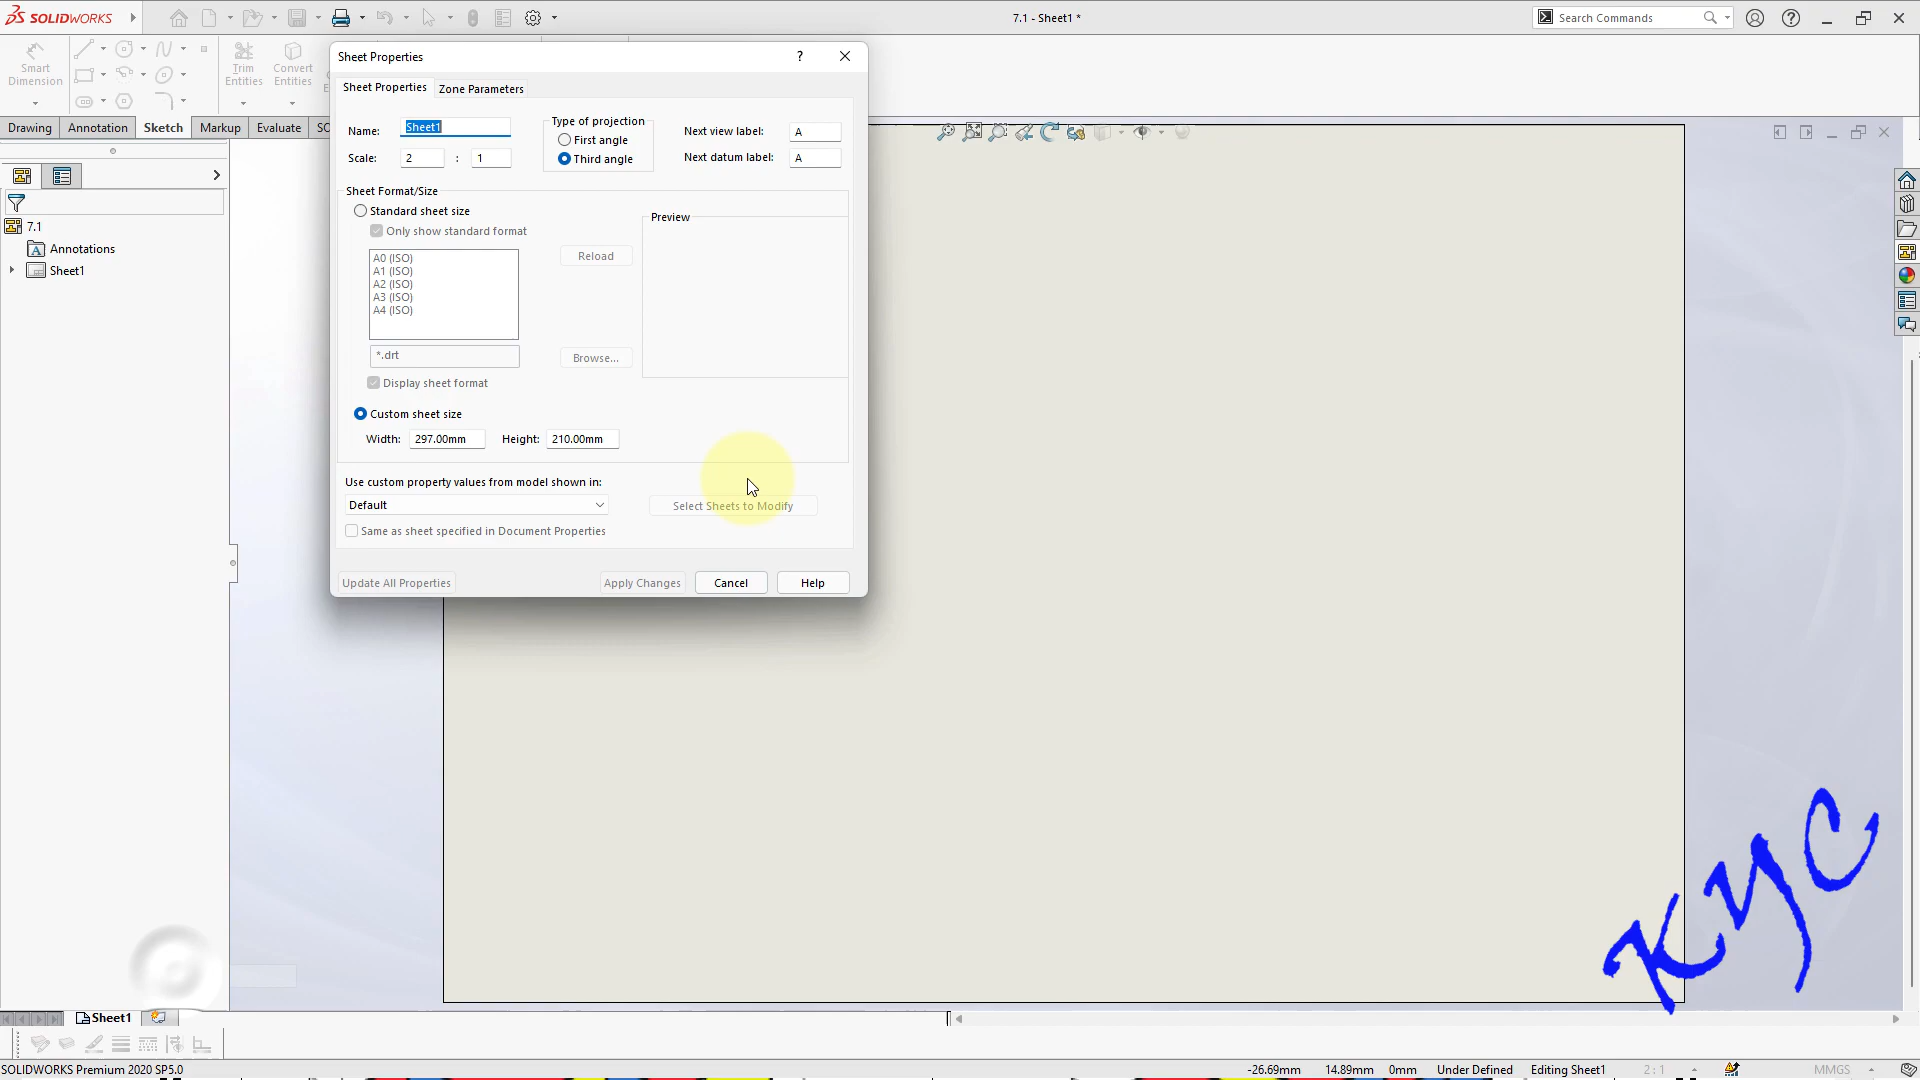 SOLIDWORKS
7.1 - Sheet1 *
Search Commands
Smart
Dimension
Trim
Entities
Convert
Entities
Drawing
Annotation
Sketch
Markup
Evaluate
SO
7.1
Annotations
Sheet1
Sheet Properties
?
Sheet Properties
Zone Parameters
Name:
Sheet1
Type of projection
First angle
Third angle
Next view label:
A
Scale:
2
:
1
Next datum label:
A
Sheet Format/Size
Standard sheet size
Only show standard format
A0 (ISO)
A1 (ISO)
A2 (ISO)
A3 (ISO)
A4 (ISO)
Reload
Preview
*.drt
Browse...
Display sheet format
Custom sheet size
Width:
297.00mm
Height:
210.00mm
Use custom property values from model shown in:
Default
Select Sheets to Modify
Same as sheet specified in Document Properties
Update All Properties
Apply Changes
Cancel
Help
KYC
Sheet1
SOLIDWORKS Premium 2020 SP5.0
-26.69mm
14.89mm
0mm
Under Defined
Editing Sheet1
2 : 1
MMGS